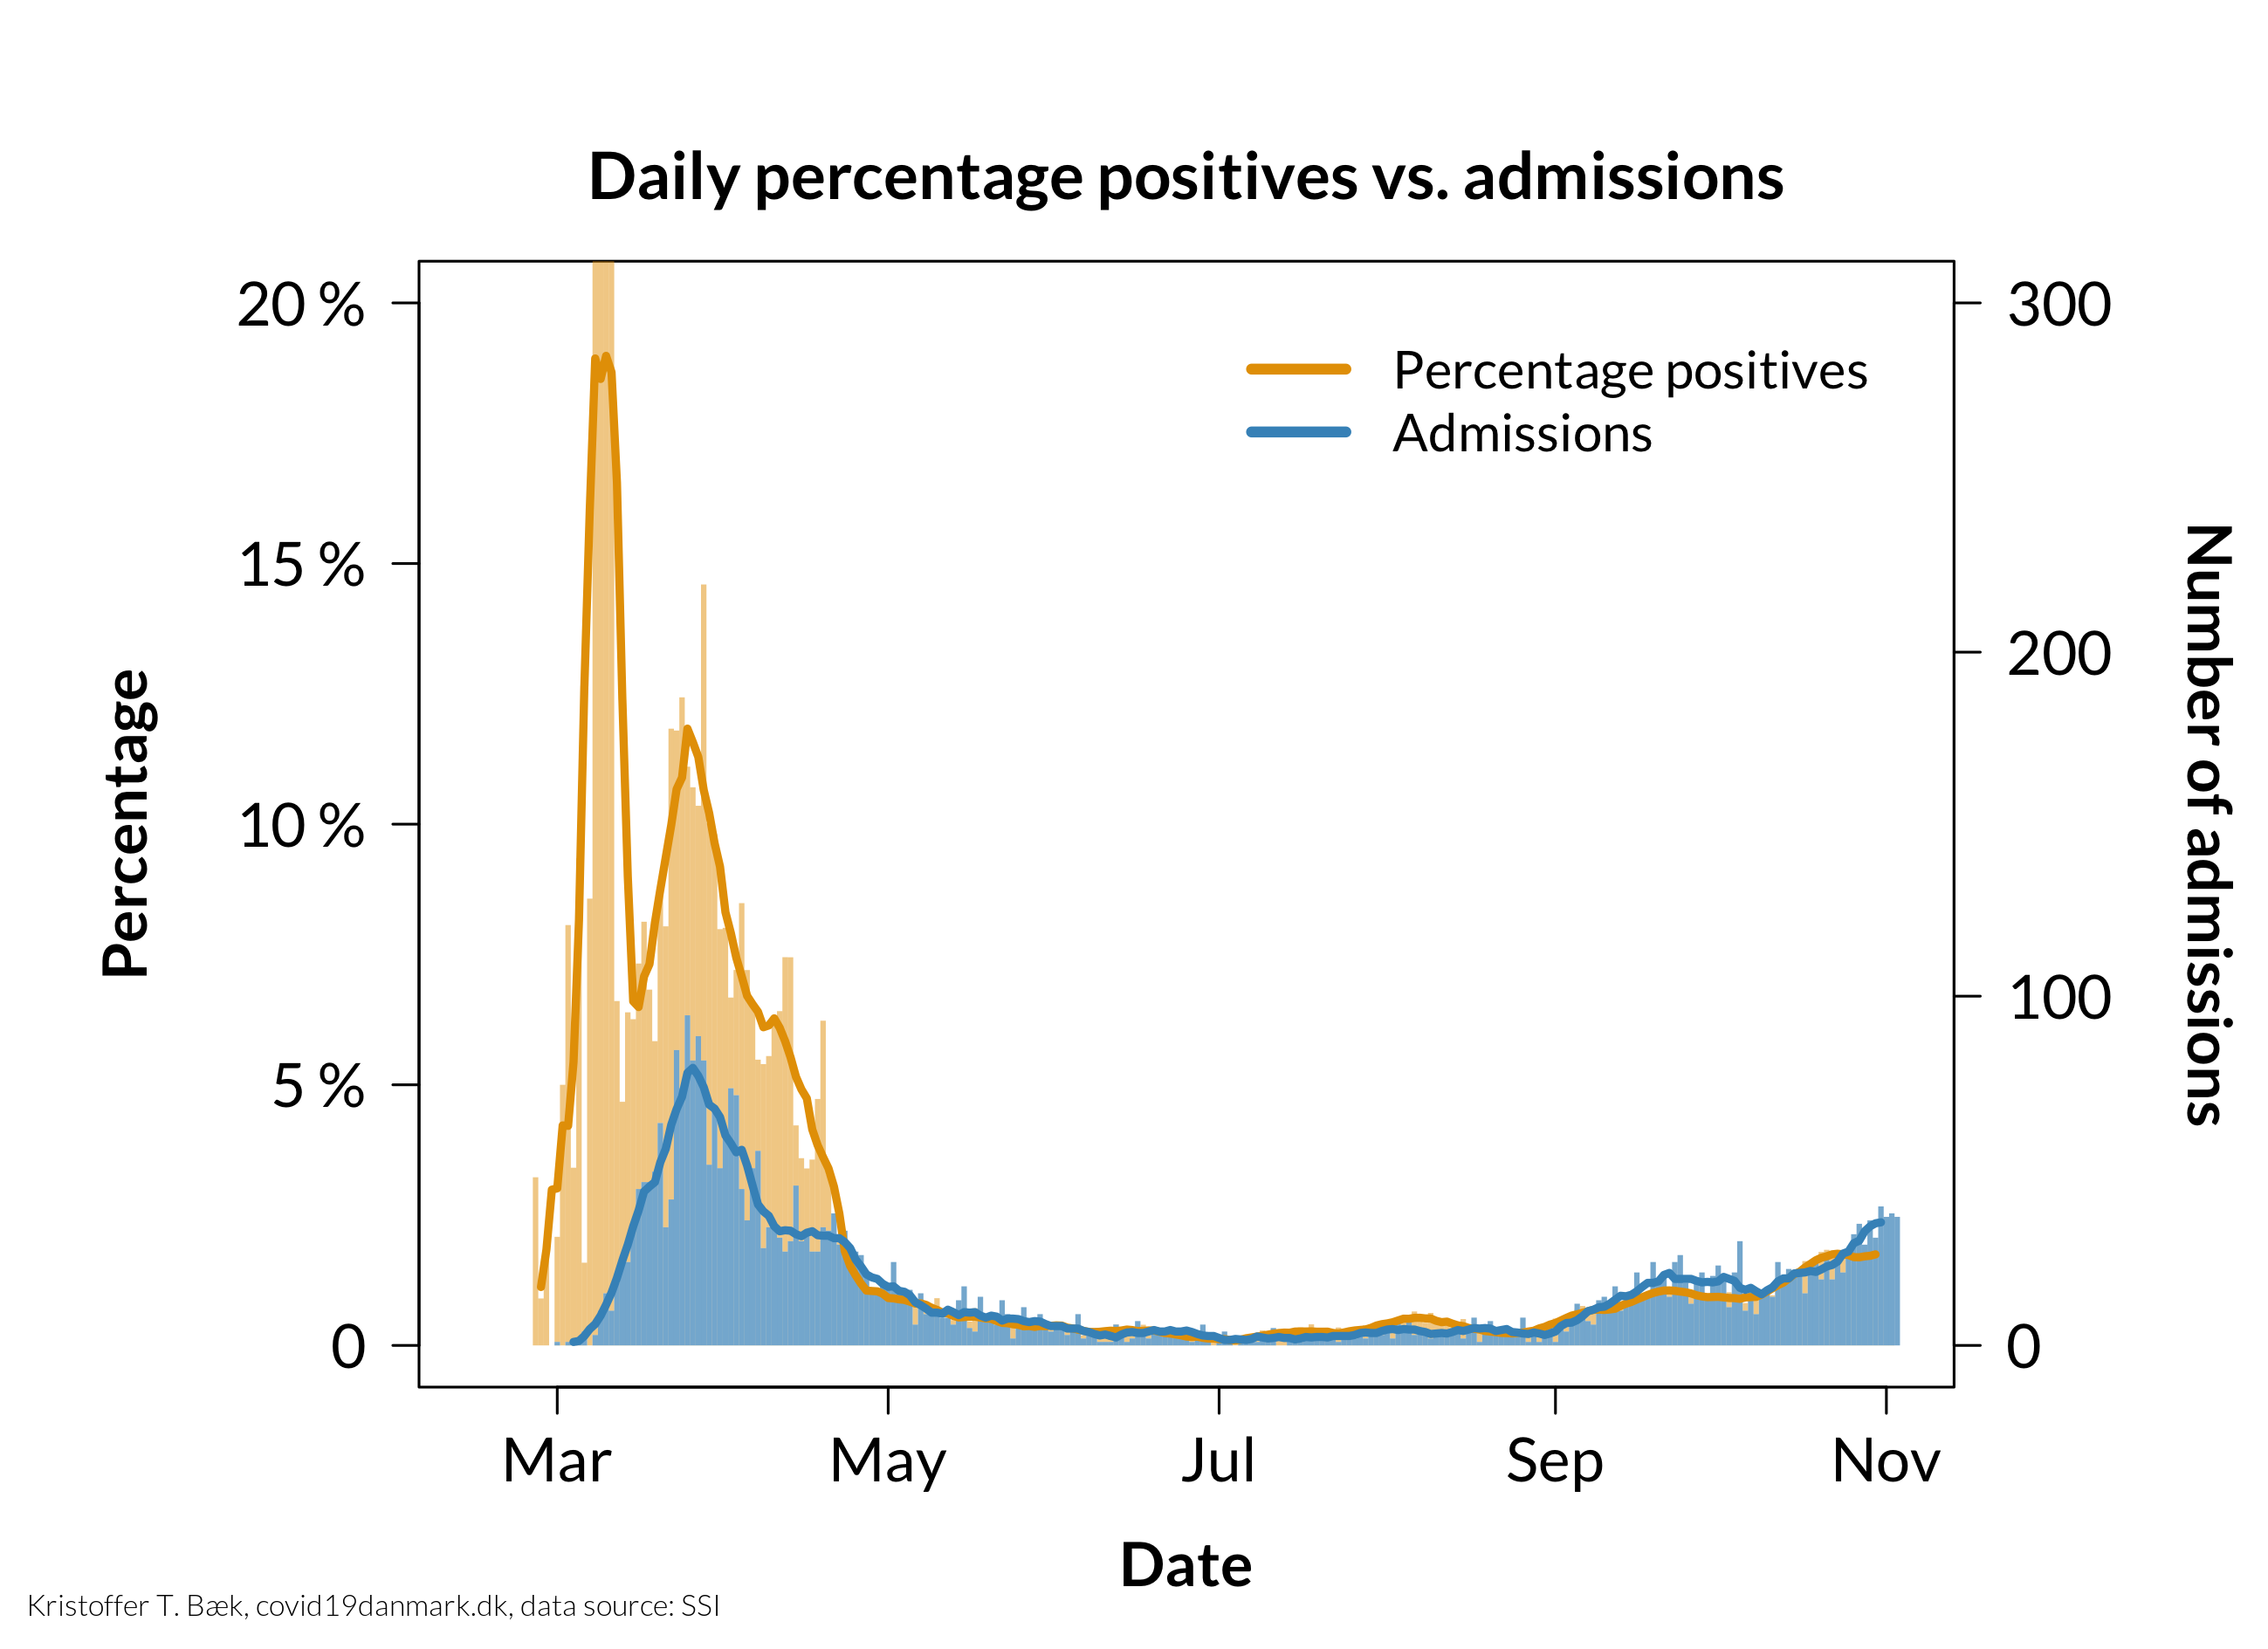 Daily percentage positives vs. admissions
20 %
15 %
10 %
5 %
0
Percentage
Percentage positives
Admissions
300
200
100
0
Number of admissions
Mar
May
Jul
Sep
Nov
Date
Kristoffer T. Bæk, covid19danmark.dk, data source: SSI